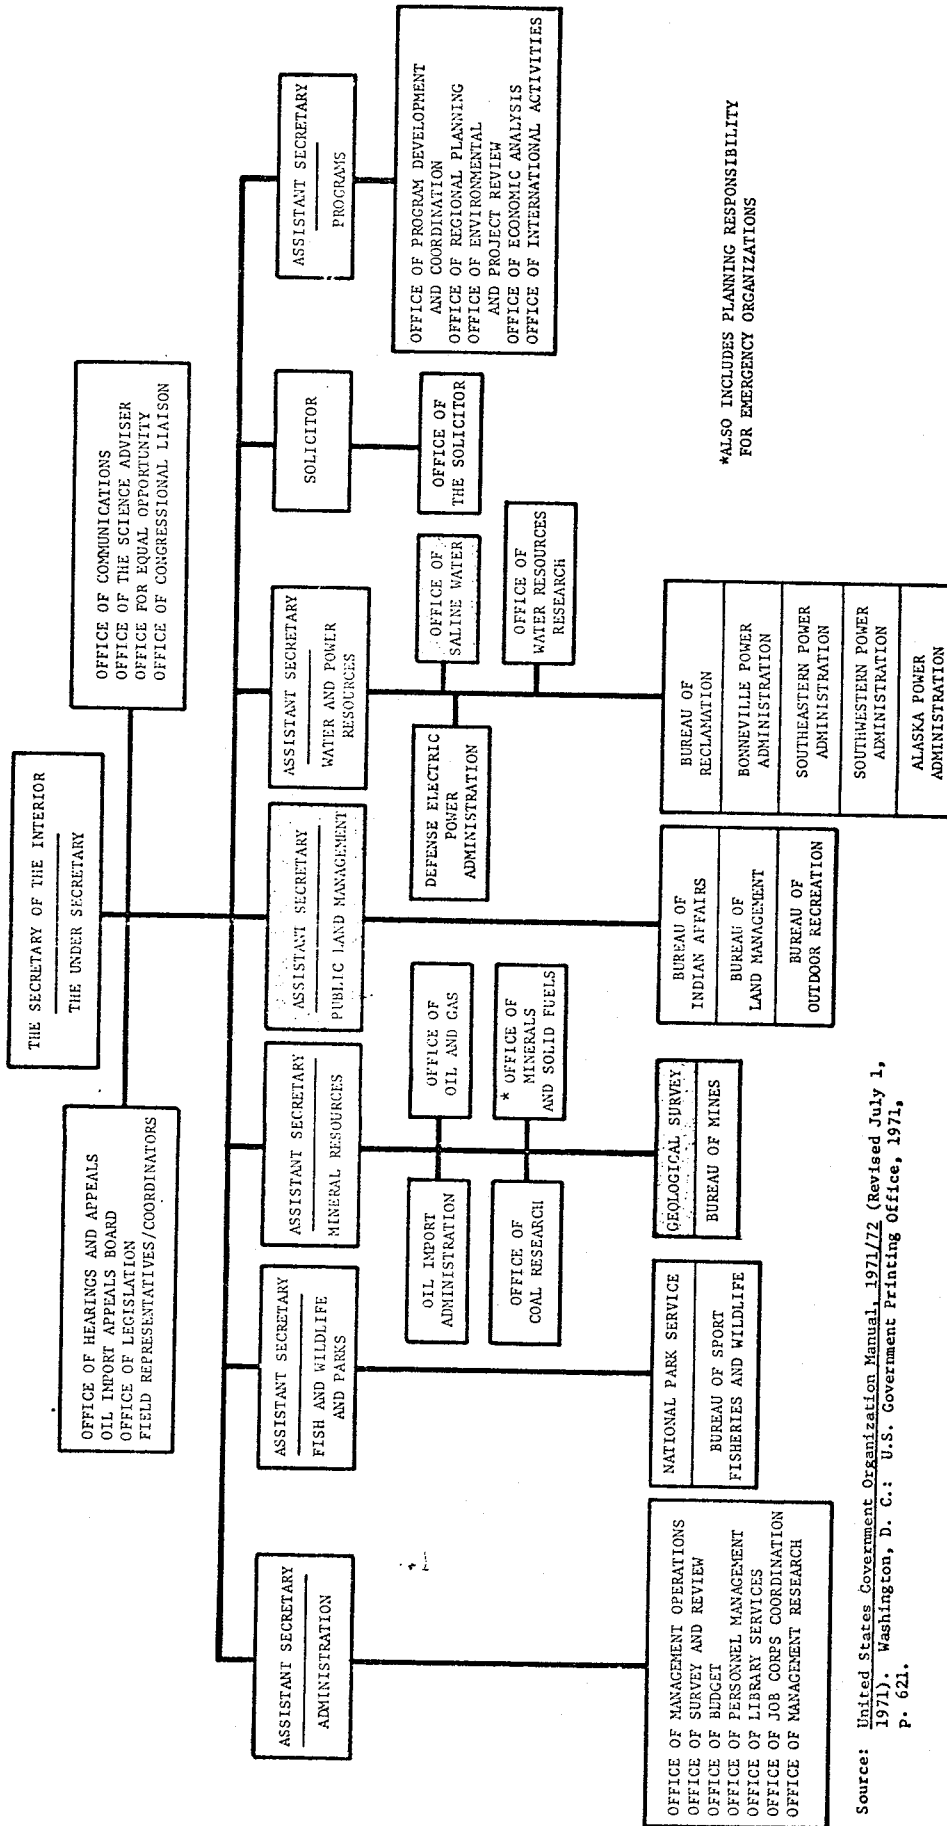 THE SECRETARY OF THE INTERIOR
THE UNDER SECRETARY
OFFICE OF HEARINGS AND APPEALS
OIL IMPORT APPEALS BOARD
OFFICE OF LEGISLATION
FIELD REPRESENTATIVES/COORDINATORS
OFFICE OF COMMUNICATIONS
OFFICE OF THE SCIENCE ADVISER
OFFICE FOR EQUAL OPPORTUNITY
OFFICE OF CONGRESSIONAL LIAISON
ASSISTANT SECRETARY
ADMINISTRATION
ASSISTANT SECRETARY
FISH AND WILDLIFE
AND PARKS
ASSISTANT SECRETARY
MINERAL RESOURCES
ASSISTANT SECRETARY
PUBLIC LAND MANAGEMENT
ASSISTANT SECRETARY
WATER AND POWER
RESOURCES
SOLICITOR
ASSISTANT SECRETARY
PROGRAMS
OIL IMPORT
ADMINISTRATION
OFFICE OF
OIL AND GAS
OFFICE OF
COAL RESEARCH
* OFFICE OF
MINERALS
AND SOLID FUELS
DEFENSE ELECTRIC
POWER
ADMINISTRATION
OFFICE OF
SALINE WATER
OFFICE OF
WATER RESOURCES
RESEARCH
OFFICE OF
THE SOLICITOR
OFFICE OF PROGRAM DEVELOPMENT
AND COORDINATION
OFFICE OF REGIONAL PLANNING
OFFICE OF ENVIRONMENTAL
AND PROJECT REVIEW
OFFICE OF ECONOMIC ANALYSIS
OFFICE OF INTERNATIONAL ACTIVITIES
OFFICE OF MANAGEMENT OPERATIONS
OFFICE OF SURVEY AND REVIEW
OFFICE OF BUDGET
OFFICE OF PERSONNEL MANAGEMENT
OFFICE OF LIBRARY SERVICES
OFFICE OF JOB CORPS COORDINATION
OFFICE OF MANAGEMENT RESEARCH
NATIONAL PARK SERVICE
BUREAU OF SPORT
FISHERIES AND WILDLIFE
GEOLOGICAL SURVEY
BUREAU OF MINES
BUREAU OF
INDIAN AFFAIRS
BUREAU OF
LAND MANAGEMENT
BUREAU OF
OUTDOOR RECREATION
BUREAU OF
RECLAMATION
BONNEVILLE POWER
ADMINISTRATION
SOUTHEASTERN POWER
ADMINISTRATION
SOUTHWESTERN POWER
ADMINISTRATION
ALASKA POWER
ADMINISTRATION
*ALSO INCLUDES PLANNING RESPONSIBILITY
FOR EMERGENCY ORGANIZATIONS
Source: United States Government Organization Manual, 1971/72 (Revised July 1,
1971). Washington, D. C.: U.S. Government Printing Office, 1971,
p. 621.